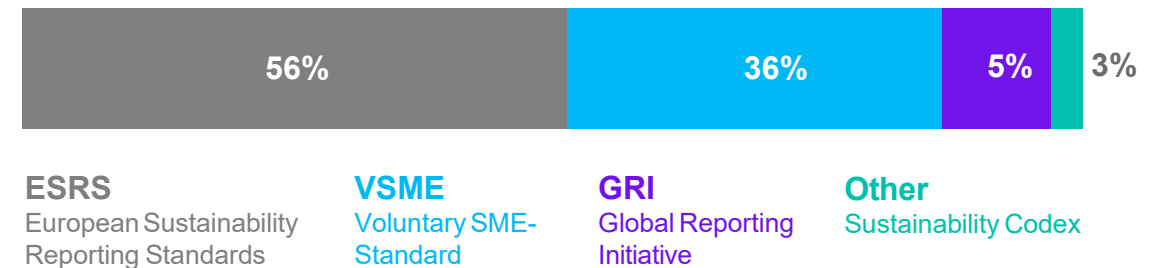 56%
36%
5%
3%
ESRS
European Sustainability
Reporting Standards
VSME
Voluntary SME-
Standard
GRI
Global Reporting
Initiative
Other
Sustainability Codex